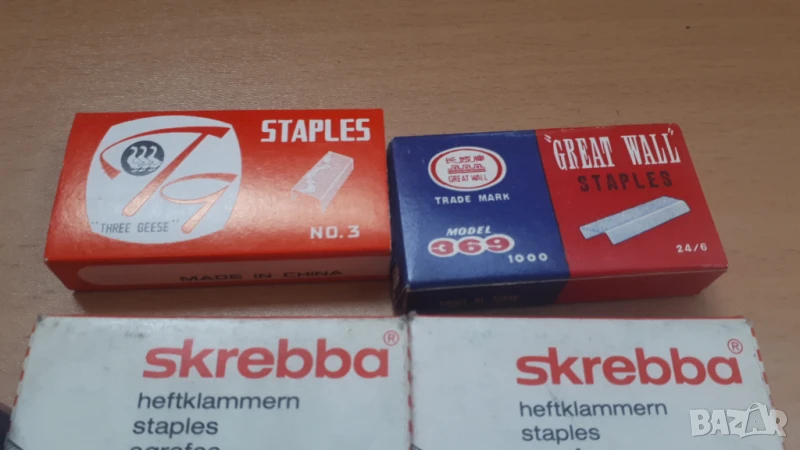 STAPLES
"THREE GEESE"
NO. 3
MADE IN CHINA
GREAT WALL
TRADE MARK
MODEL
369
1000
"GREAT WALL"
STAPLES
24/6
skrebba®
heftklammern
staples
agrafes
skrebba®
heftklammern
staples
BAZAR